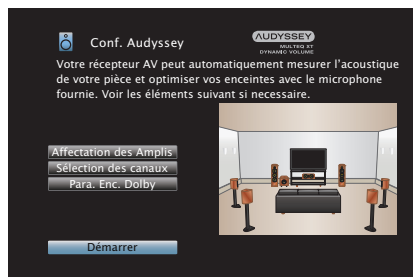 Conf. Audyssey
AUDYSSEY
MULTEQ XT
DYNAMIC VOLUME
Votre récepteur AV peut automatiquement mesurer l'acoustique
de votre pièce et optimiser vos enceintes avec le microphone
fournie. Voir les éléments suivant si necessaire.
Affectation des Amplis
Sélection des canaux
Para. Enc. Dolby
Démarrer